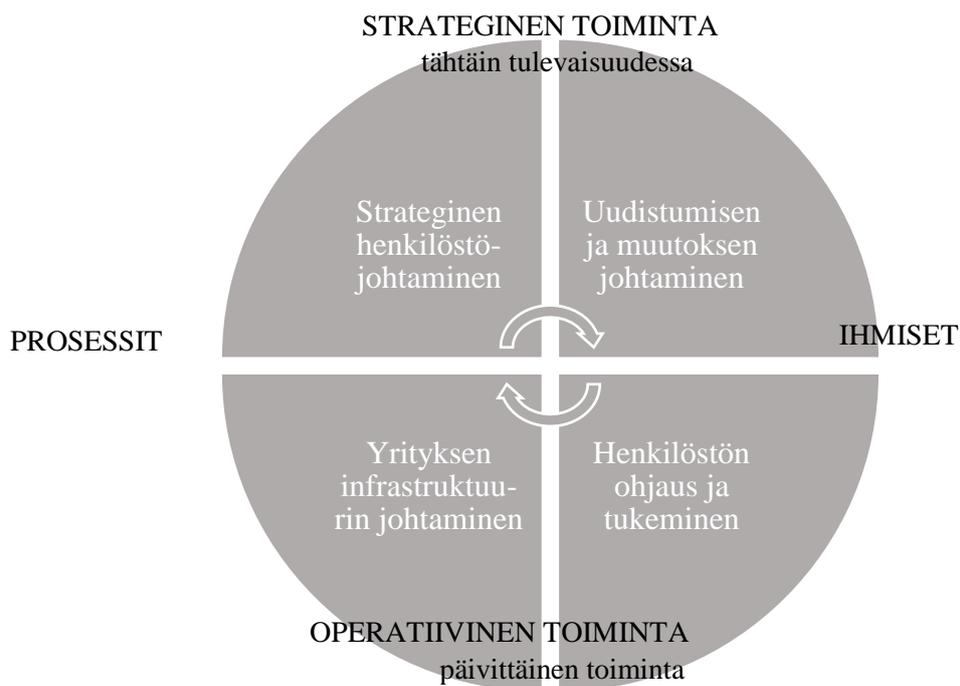 STRATEGINEN TOIMINTA
tähtäin tulevaisuudessa
Strateginen
henkilöstö-
johtaminen
Uudistumisen
ja muutoksen
johtaminen
PROSESSIT
IHMISET
Yrityksen
infrastruktuu-
rin johtaminen
Henkilöstön
ohjaus ja
tukeminen
OPERATIIVINEN TOIMINTA
päivittäinen toiminta